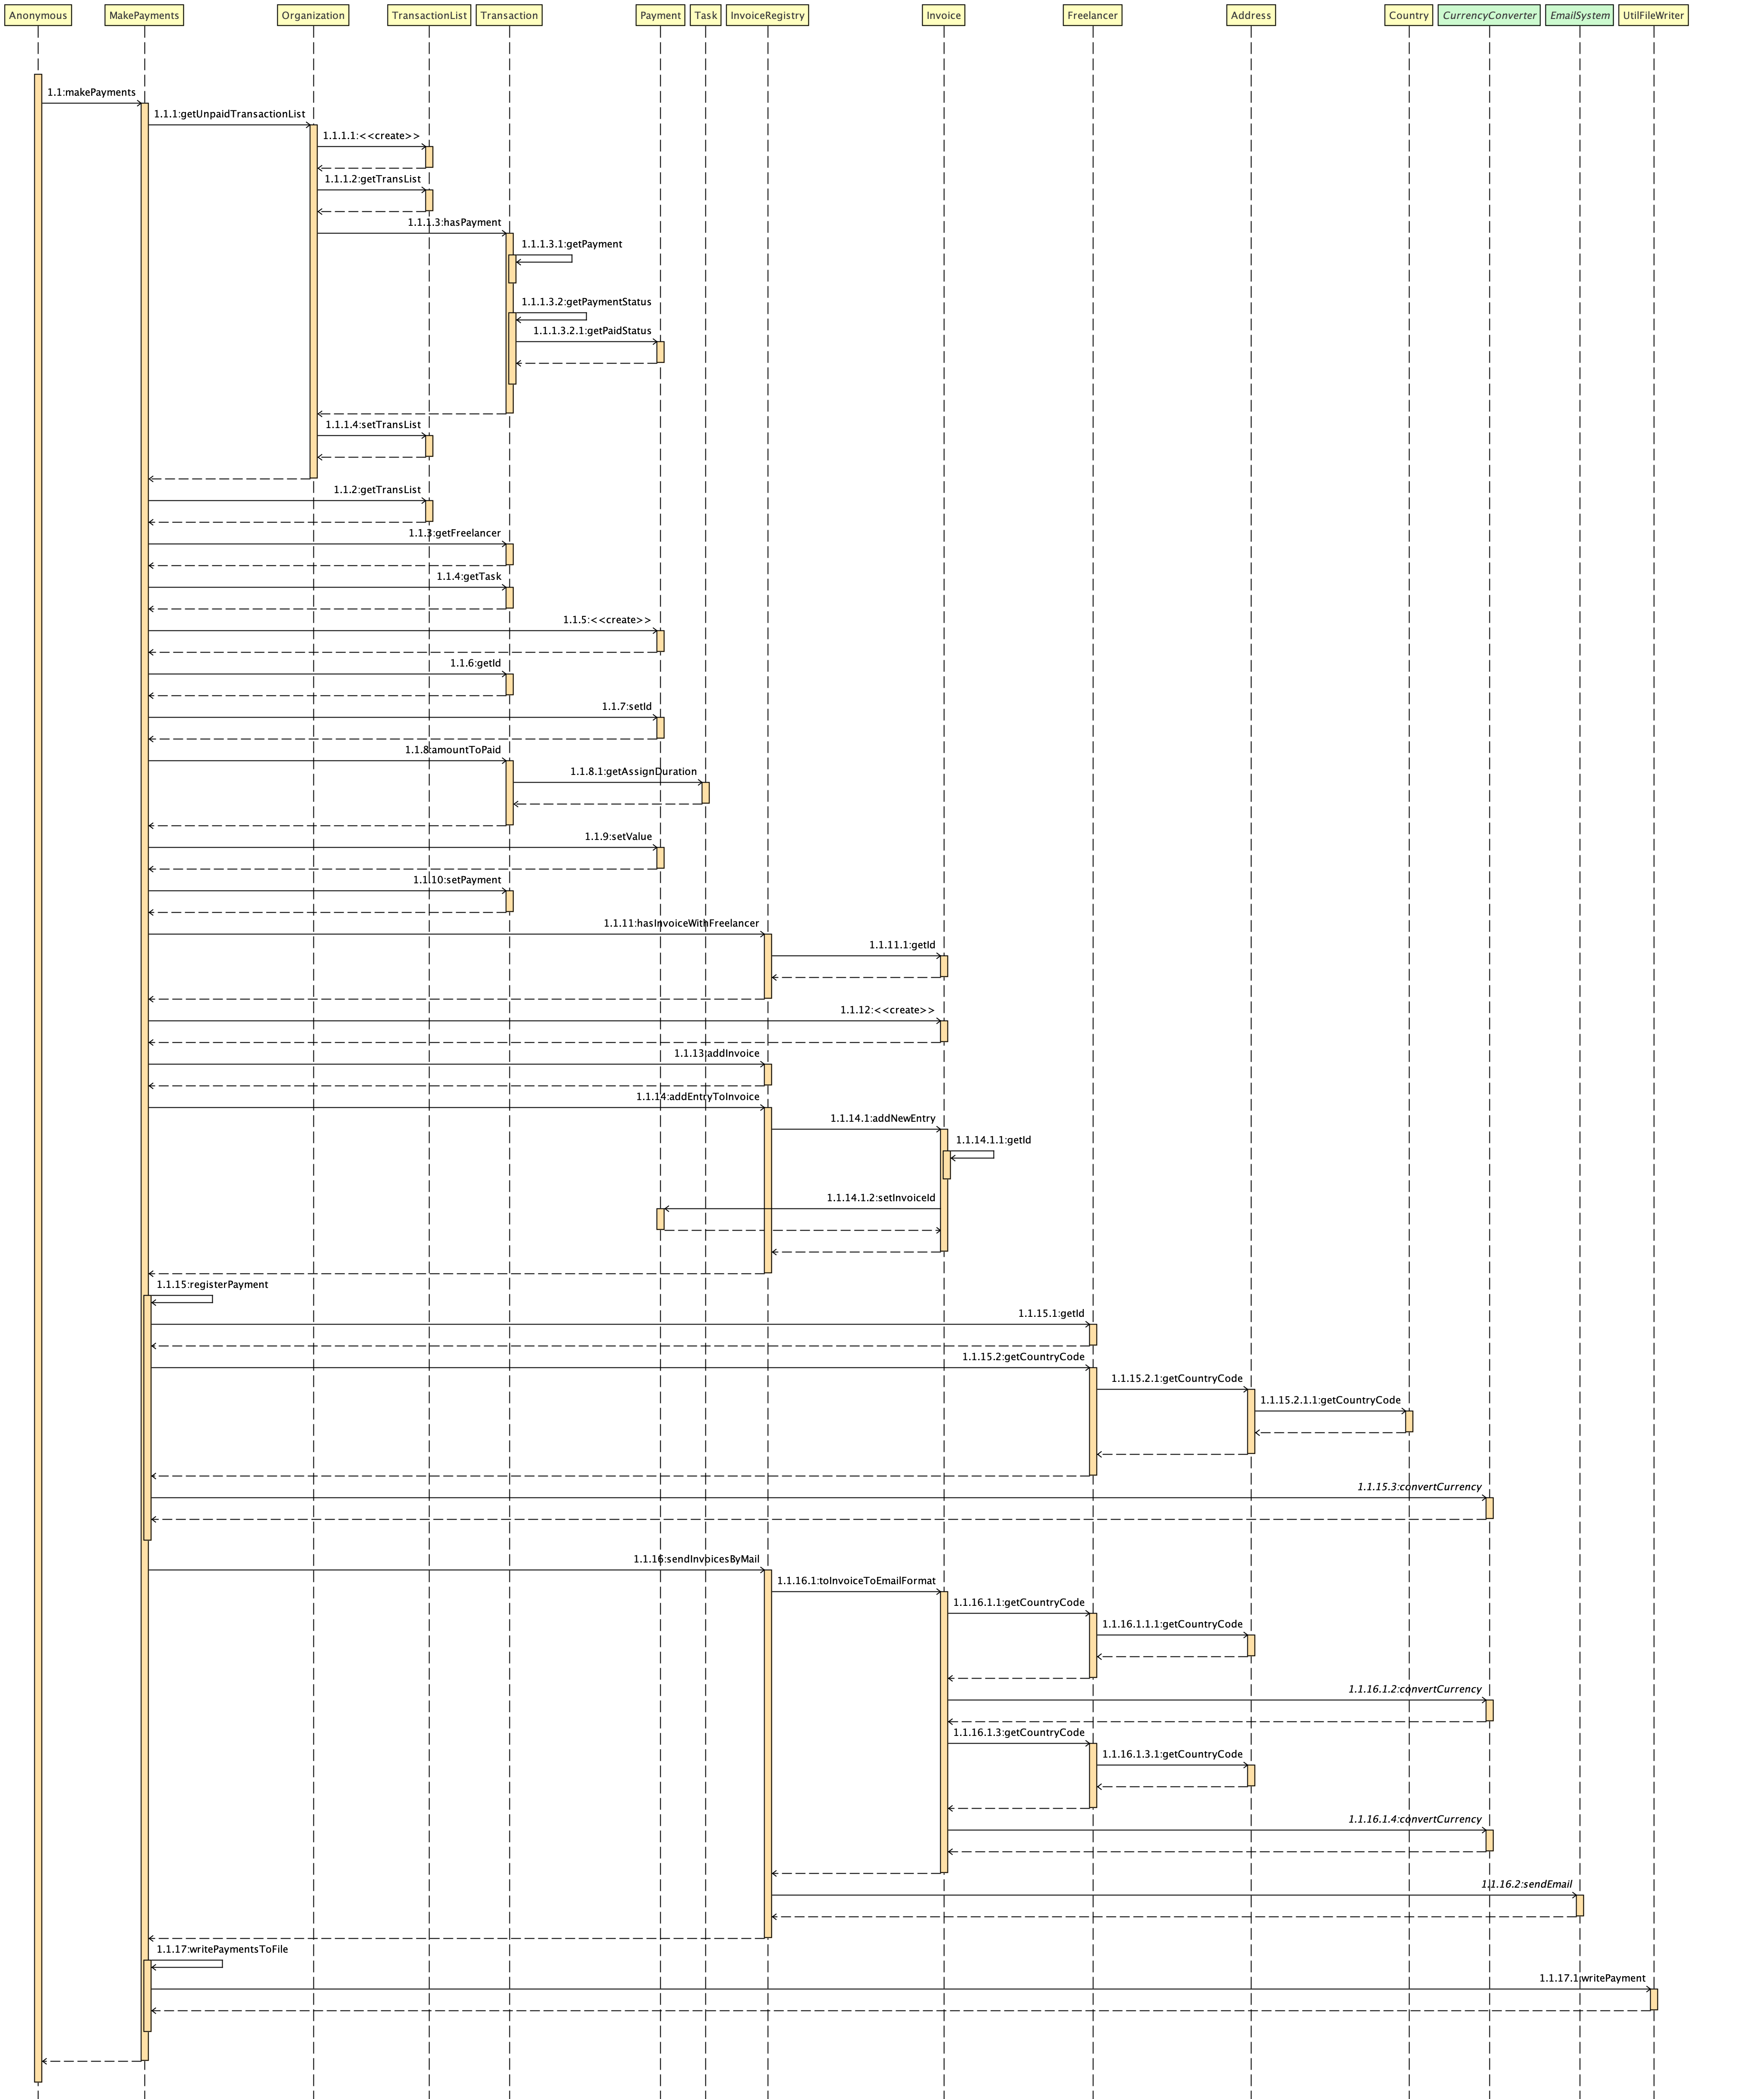 Anonymous
MakePayments
Organization
TransactionList
Transaction
Payment
Task
InvoiceRegistry
Invoice
Freelancer
Address
Country
CurrencyConverter
EmailSystem
UtilFileWriter
1.1:makePayments
1.1.1:getUnpaidTransactionList
1.1.1.1:<<create>>
1.1.1.2:getTransList
1.1.1.3:hasPayment
1.1.1.3.1:getPayment
1.1.1.3.2:getPaymentStatus
1.1.1.3.2.1:getPaidStatus
1.1.1.4:setTransList
1.1.2:getTransList
1.1.3:getFreelancer
1.1.4:getTask
1.1.5:<<create>>
1.1.6:getId
1.1.7:setId
1.1.8:amountToPaid
1.1.8.1:getAssignDuration
1.1.9:setValue
1.1.10:setPayment
1.1.11:hasInvoiceWithFreelancer
1.1.11.1:getId
1.1.12:<<create>>
1.1.13:addInvoice
1.1.14:addEntryToInvoice
1.1.14.1:addNewEntry
1.1.14.1.1:getId
1.1.14.1.2:setInvoiceId
1.1.15:registerPayment
1.1.15.1:getId
1.1.15.2:getCountryCode
1.1.15.2.1:getCountryCode
1.1.15.2.1.1:getCountryCode
1.1.15.3:convertCurrency
1.1.16:sendInvoicesByMail
1.1.16.1:toInvoiceToEmailFormat
1.1.16.1.1:getCountryCode
1.1.16.1.1.1:getCountryCode
1.1.16.1.2:convertCurrency
1.1.16.1.3:getCountryCode
1.1.16.1.3.1:getCountryCode
1.1.16.1.4:convertCurrency
1.1.16.2:sendEmail
1.1.17:writePaymentsToFile
1.1.17.1:writePayment